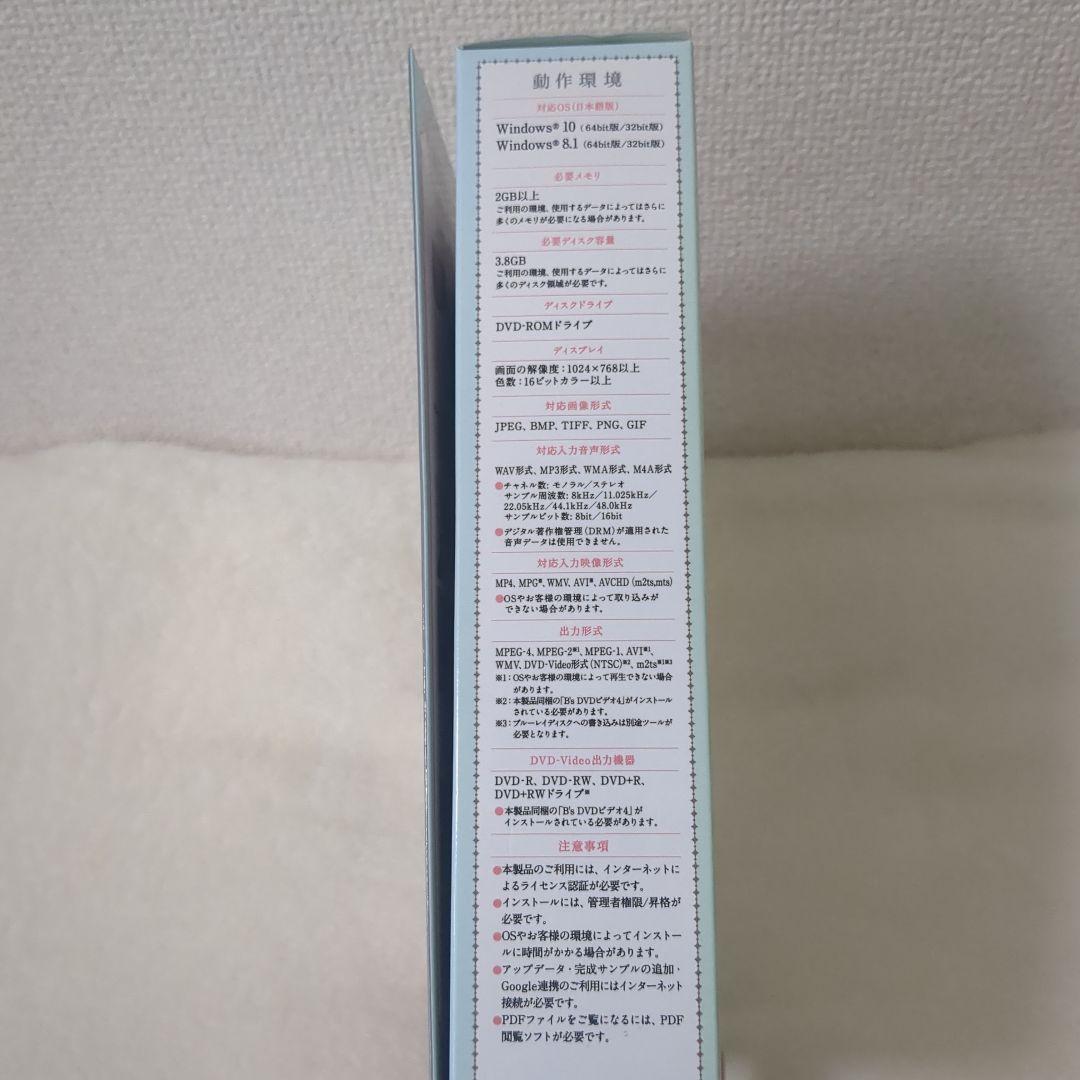 動作環境
対応OS(日本語版)
Windows® 10 (64bit版/32bit版)
Windows® 8.1 (64bit版/32bit版)
必要メモリ
2GB以上
ご利用の環境、使用するデータによってはさらに
多くのメモリが必要になる場合があります。
必要ディスク容量
3.8GB
ご利用の環境、使用するデータによってはさらに
多くのディスク領域が必要です。
ディスクドライブ
DVD-ROMドライブ
ディスプレイ
画面の解像度:1024×768以上
色数:16ビットカラー以上
対応画像形式
JPEG、BMP、TIFF、PNG、GIF
対応入力音声形式
WAV形式、MP3形式、WMA形式、M4A形式
●チャネル数: モノラル/ステレオ
サンプル周波数: 8kHz/11.025kHz/
22.05kHz/44.1kHz/48.0kHz
サンプルビット数: 8bit/16bit
●デジタル著作権管理(DRM)が適用された
音声データは使用できません。
対応入力映像形式
MP4、MPG※、WMV、AVI※、AVCHD (m2ts,mts)
●OSやお客様の環境によって取り込みが
できない場合があります。
出力形式
MPEG-4、MPEG-2※1、MPEG-1、AVI※1、
WMV、DVD-Video形式(NTSC)※2、m2ts※1※3
※1:OSやお客様の環境によって再生できない場合
があります。
※2:本製品同梱の「B's DVDビデオ4」がインストール
されている必要があります。
※3:ブルーレイディスクへの書き込みは別途ツールが
必要となります。
DVD-Video出力機器
DVD-R、DVD-RW、DVD+R、
DVD+RWドライブ※
●本製品同梱の「B's DVDビデオ4」が
インストールされている必要があります。
注意事項
●本製品のご利用には、インターネットに
よるライセンス認証が必要です。
●インストールには、管理者権限/昇格が
必要です。
●OSやお客様の環境によってインストー
ルに時間がかかる場合があります。
●アップデータ・完成サンプルの追加・
Google連携のご利用にはインターネット
接続が必要です。
●PDFファイルをご覧になるには、PDF
閲覧ソフトが必要です。